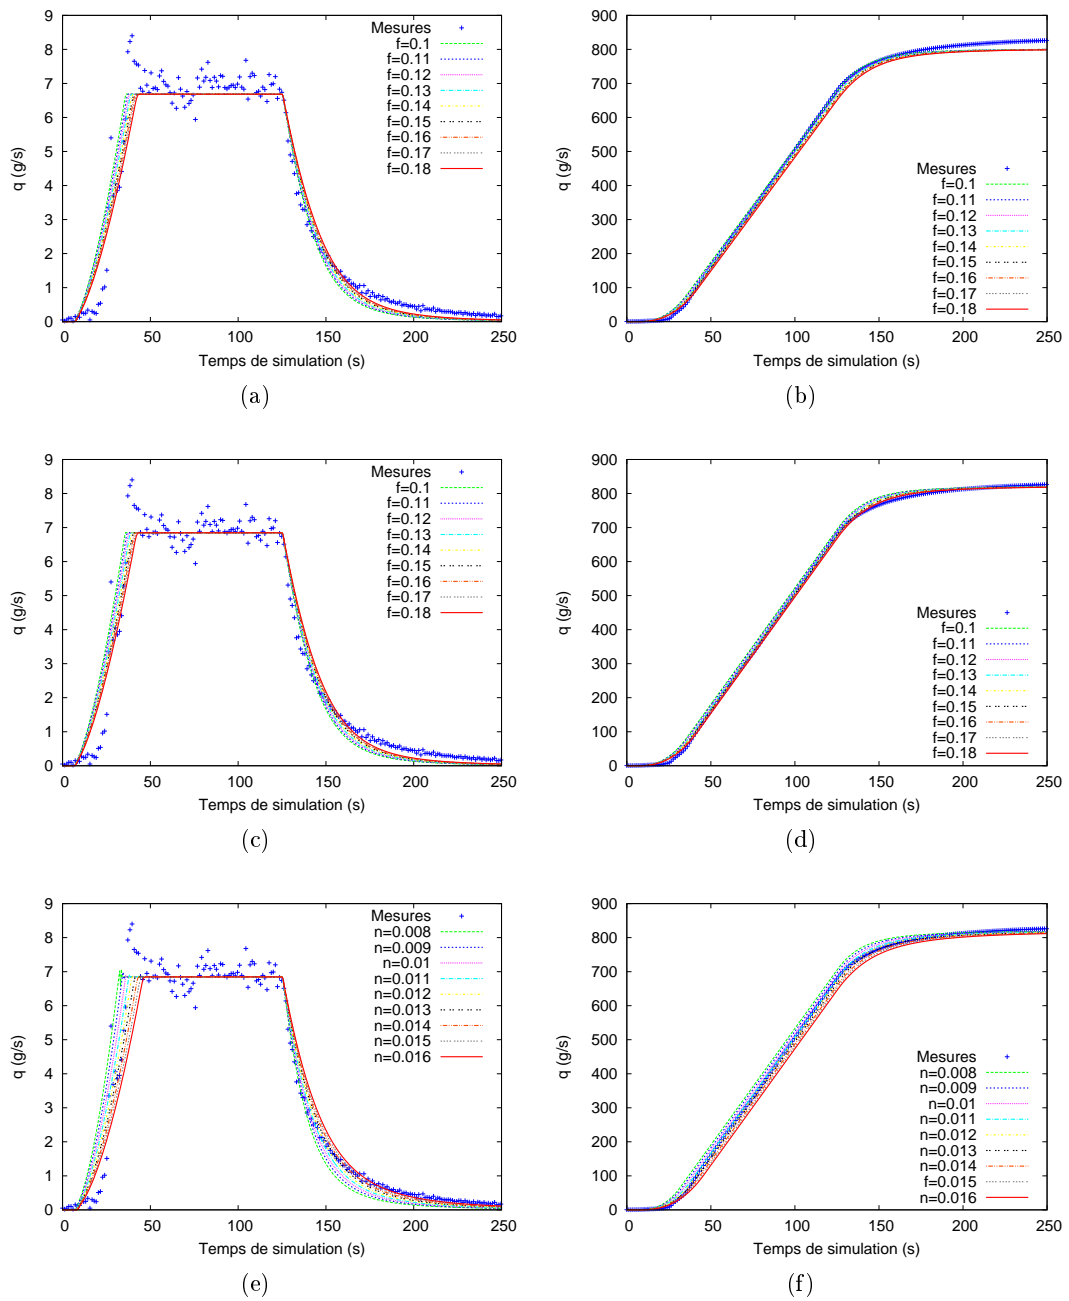 9
8
7
6
5
4
3
2
1
0
q (g/s)
0 50 100 150 200 250
Temps de simulation (s)
Mesures
f=0.1
f=0.11
f=0.12
f=0.13
f=0.14
f=0.15
f=0.16
f=0.17
f=0.18
(a)
900
800
700
600
500
400
300
200
100
0
q (g/s)
0 50 100 150 200 250
Temps de simulation (s)
Mesures
f=0.1
f=0.11
f=0.12
f=0.13
f=0.14
f=0.15
f=0.16
f=0.17
f=0.18
(b)
9
8
7
6
5
4
3
2
1
0
q (g/s)
0 50 100 150 200 250
Temps de simulation (s)
Mesures
f=0.1
f=0.11
f=0.12
f=0.13
f=0.14
f=0.15
f=0.16
f=0.17
f=0.18
(c)
900
800
700
600
500
400
300
200
100
0
q (g/s)
0 50 100 150 200 250
Temps de simulation (s)
Mesures
f=0.1
f=0.11
f=0.12
f=0.13
f=0.14
f=0.15
f=0.16
f=0.17
f=0.18
(d)
9
8
7
6
5
4
3
2
1
0
q (g/s)
0 50 100 150 200 250
Temps de simulation (s)
Mesures
n=0.008
n=0.009
n=0.01
n=0.011
n=0.012
n=0.013
n=0.014
n=0.015
n=0.016
(e)
900
800
700
600
500
400
300
200
100
0
q (g/s)
0 50 100 150 200 250
Temps de simulation (s)
Mesures
n=0.008
n=0.009
n=0.01
n=0.011
n=0.012
n=0.013
n=0.014
f=0.015
n=0.016
(f)